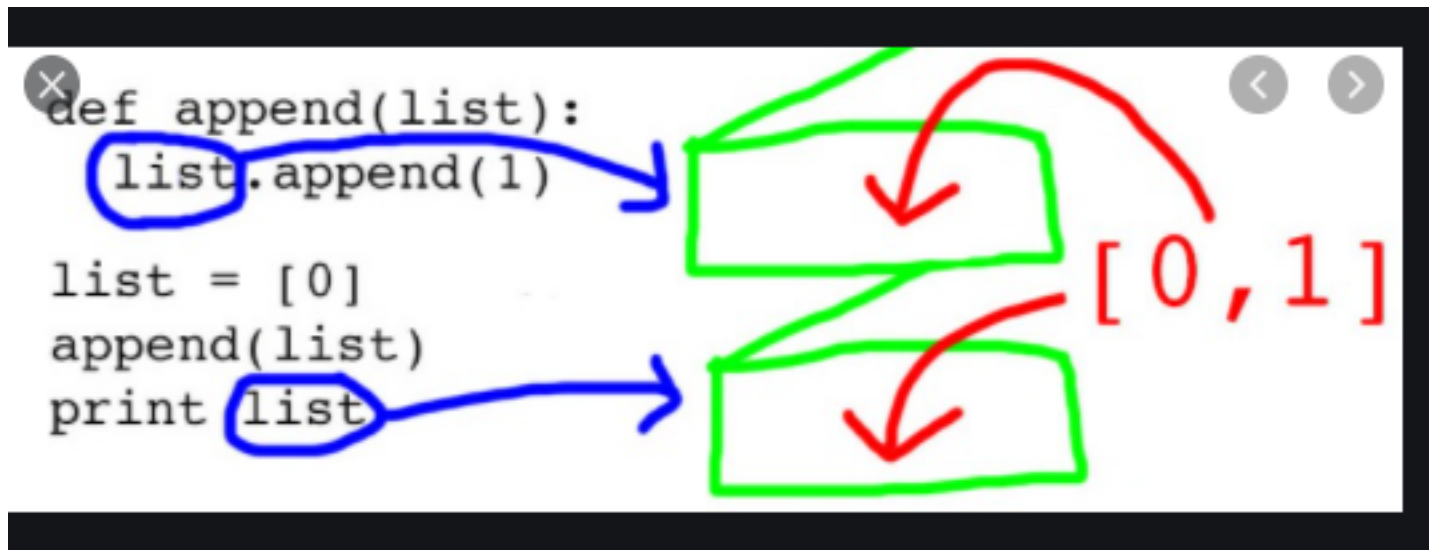 def append(list):
list.append(1)
list = [0]
append(list)
print list
[0,1]